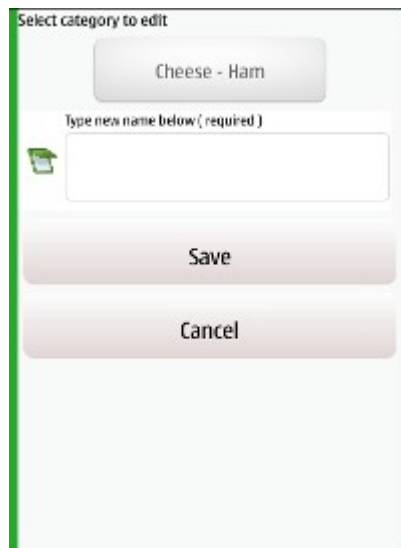 Select category to edit
Cheese - Ham
Type new name below ( required )
Save
Cancel